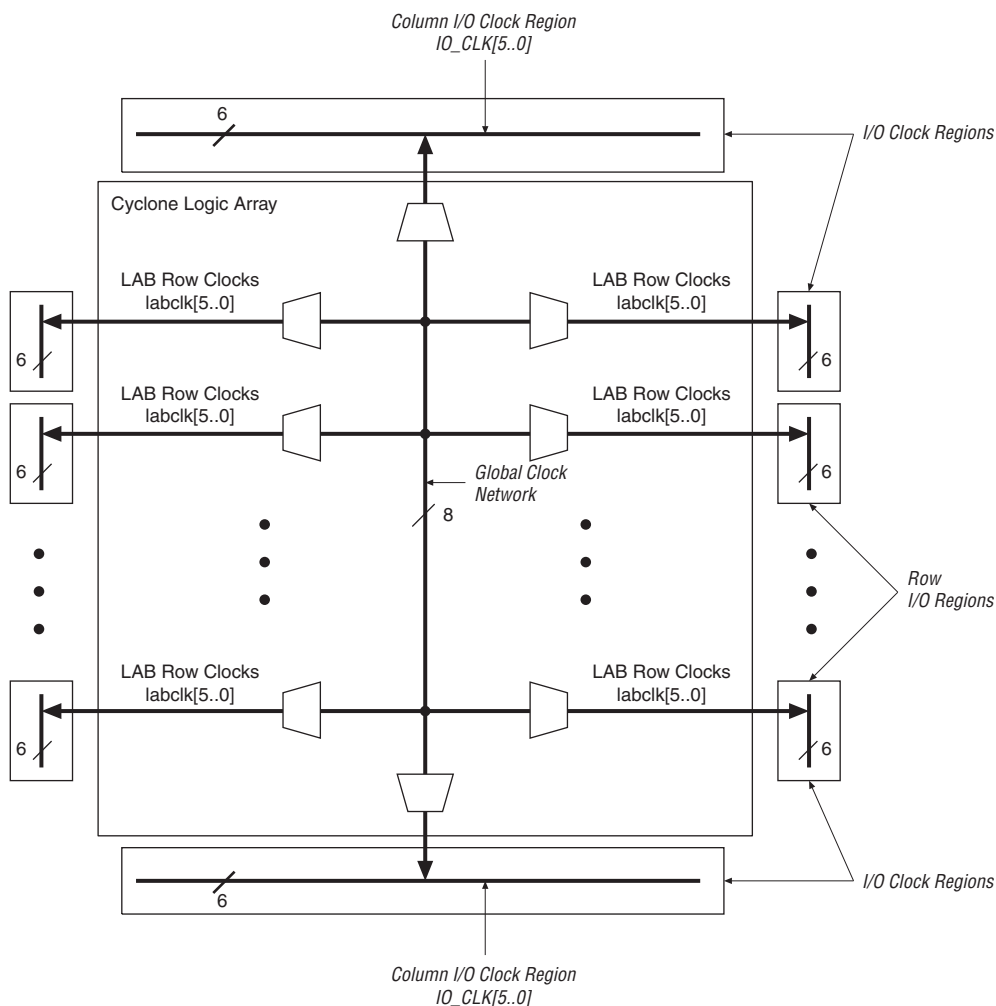 Column I/O Clock Region
IO_CLK[5..0]
6
I/O Clock Regions
Cyclone Logic Array
LAB Row Clocks
labclk[5..0]
LAB Row Clocks
labclk[5..0]
6
6
LAB Row Clocks
labclk[5..0]
LAB Row Clocks
labclk[5..0]
6
6
Global Clock
Network
8
Row
I/O Regions
LAB Row Clocks
labclk[5..0]
LAB Row Clocks
labclk[5..0]
6
6
6
I/O Clock Regions
Column I/O Clock Region
IO_CLK[5..0]